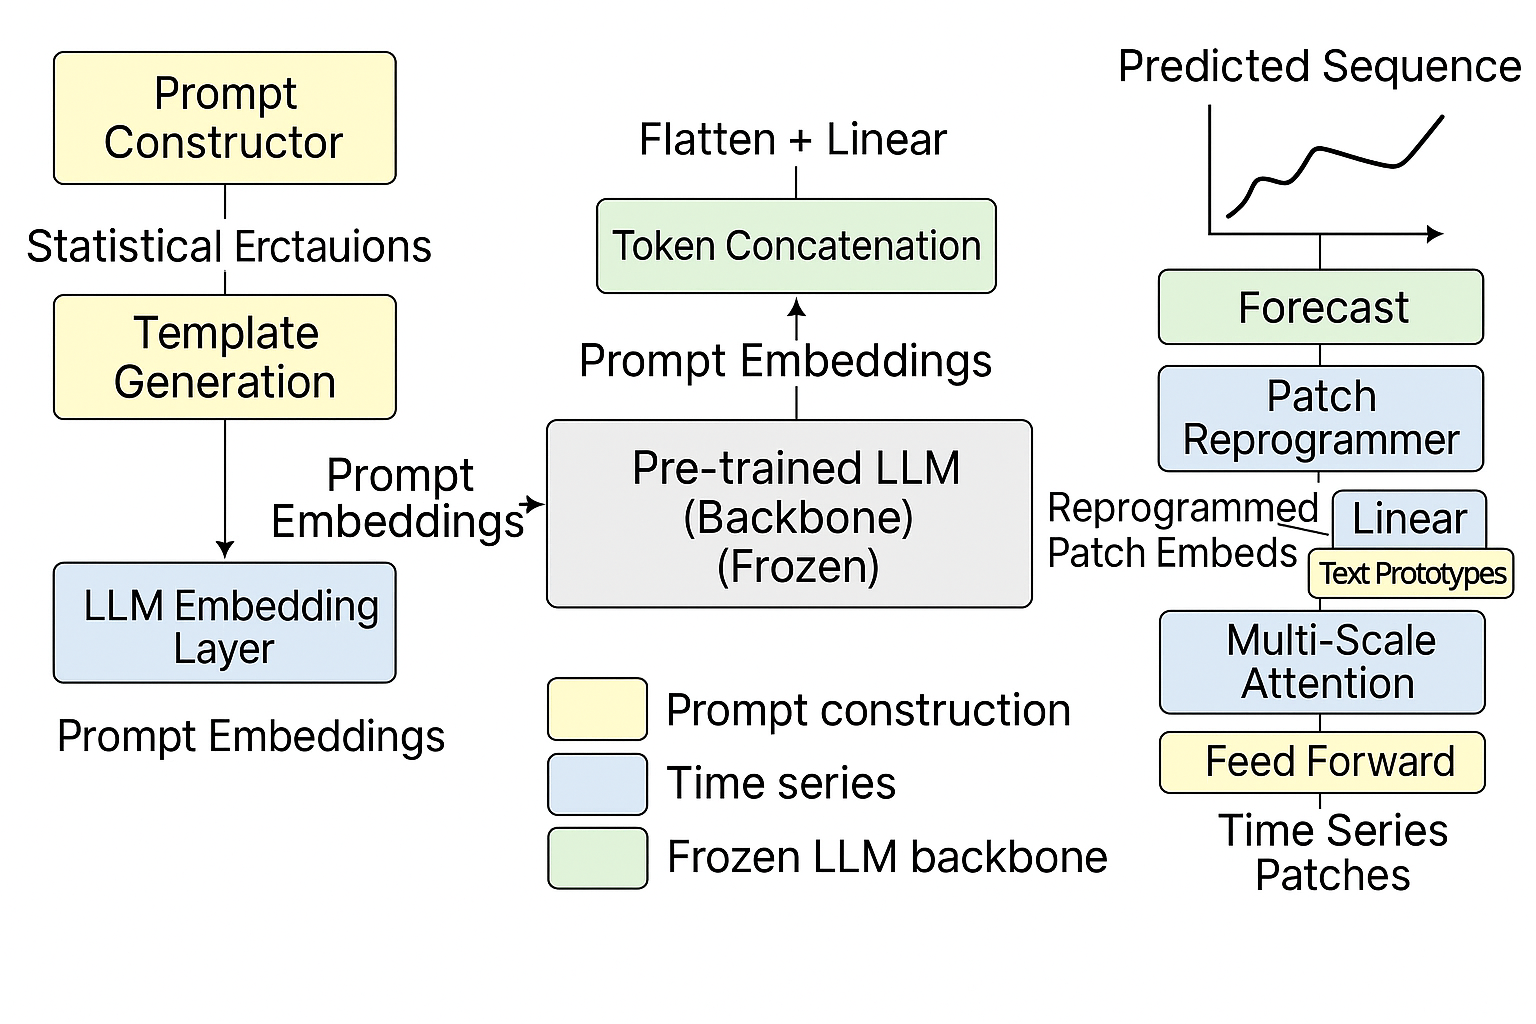 Prompt
Constructor
Statistical Erctauions
Template
Generation
Prompt
Embeddings
LLM Embedding
Layer
Prompt Embeddings
Flatten + Linear
Token Concatenation
Prompt Embeddings
Pre-trained LLM
(Backbone)
(Frozen)
Prompt construction
Time series
Frozen LLM backbone
Predicted Sequence
Forecast
Patch
Reprogrammer
Reprogrammed
Patch Embeds
Linear
Text Prototypes
Multi-Scale
Attention
Feed Forward
Time Series
Patches